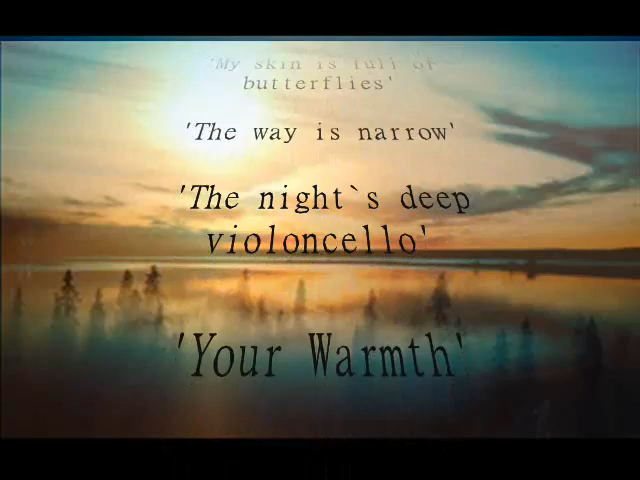 'My skin is full of
butterflies'
'The way is narrow'
'The night`s deep
violoncello'
'Your Warmth'